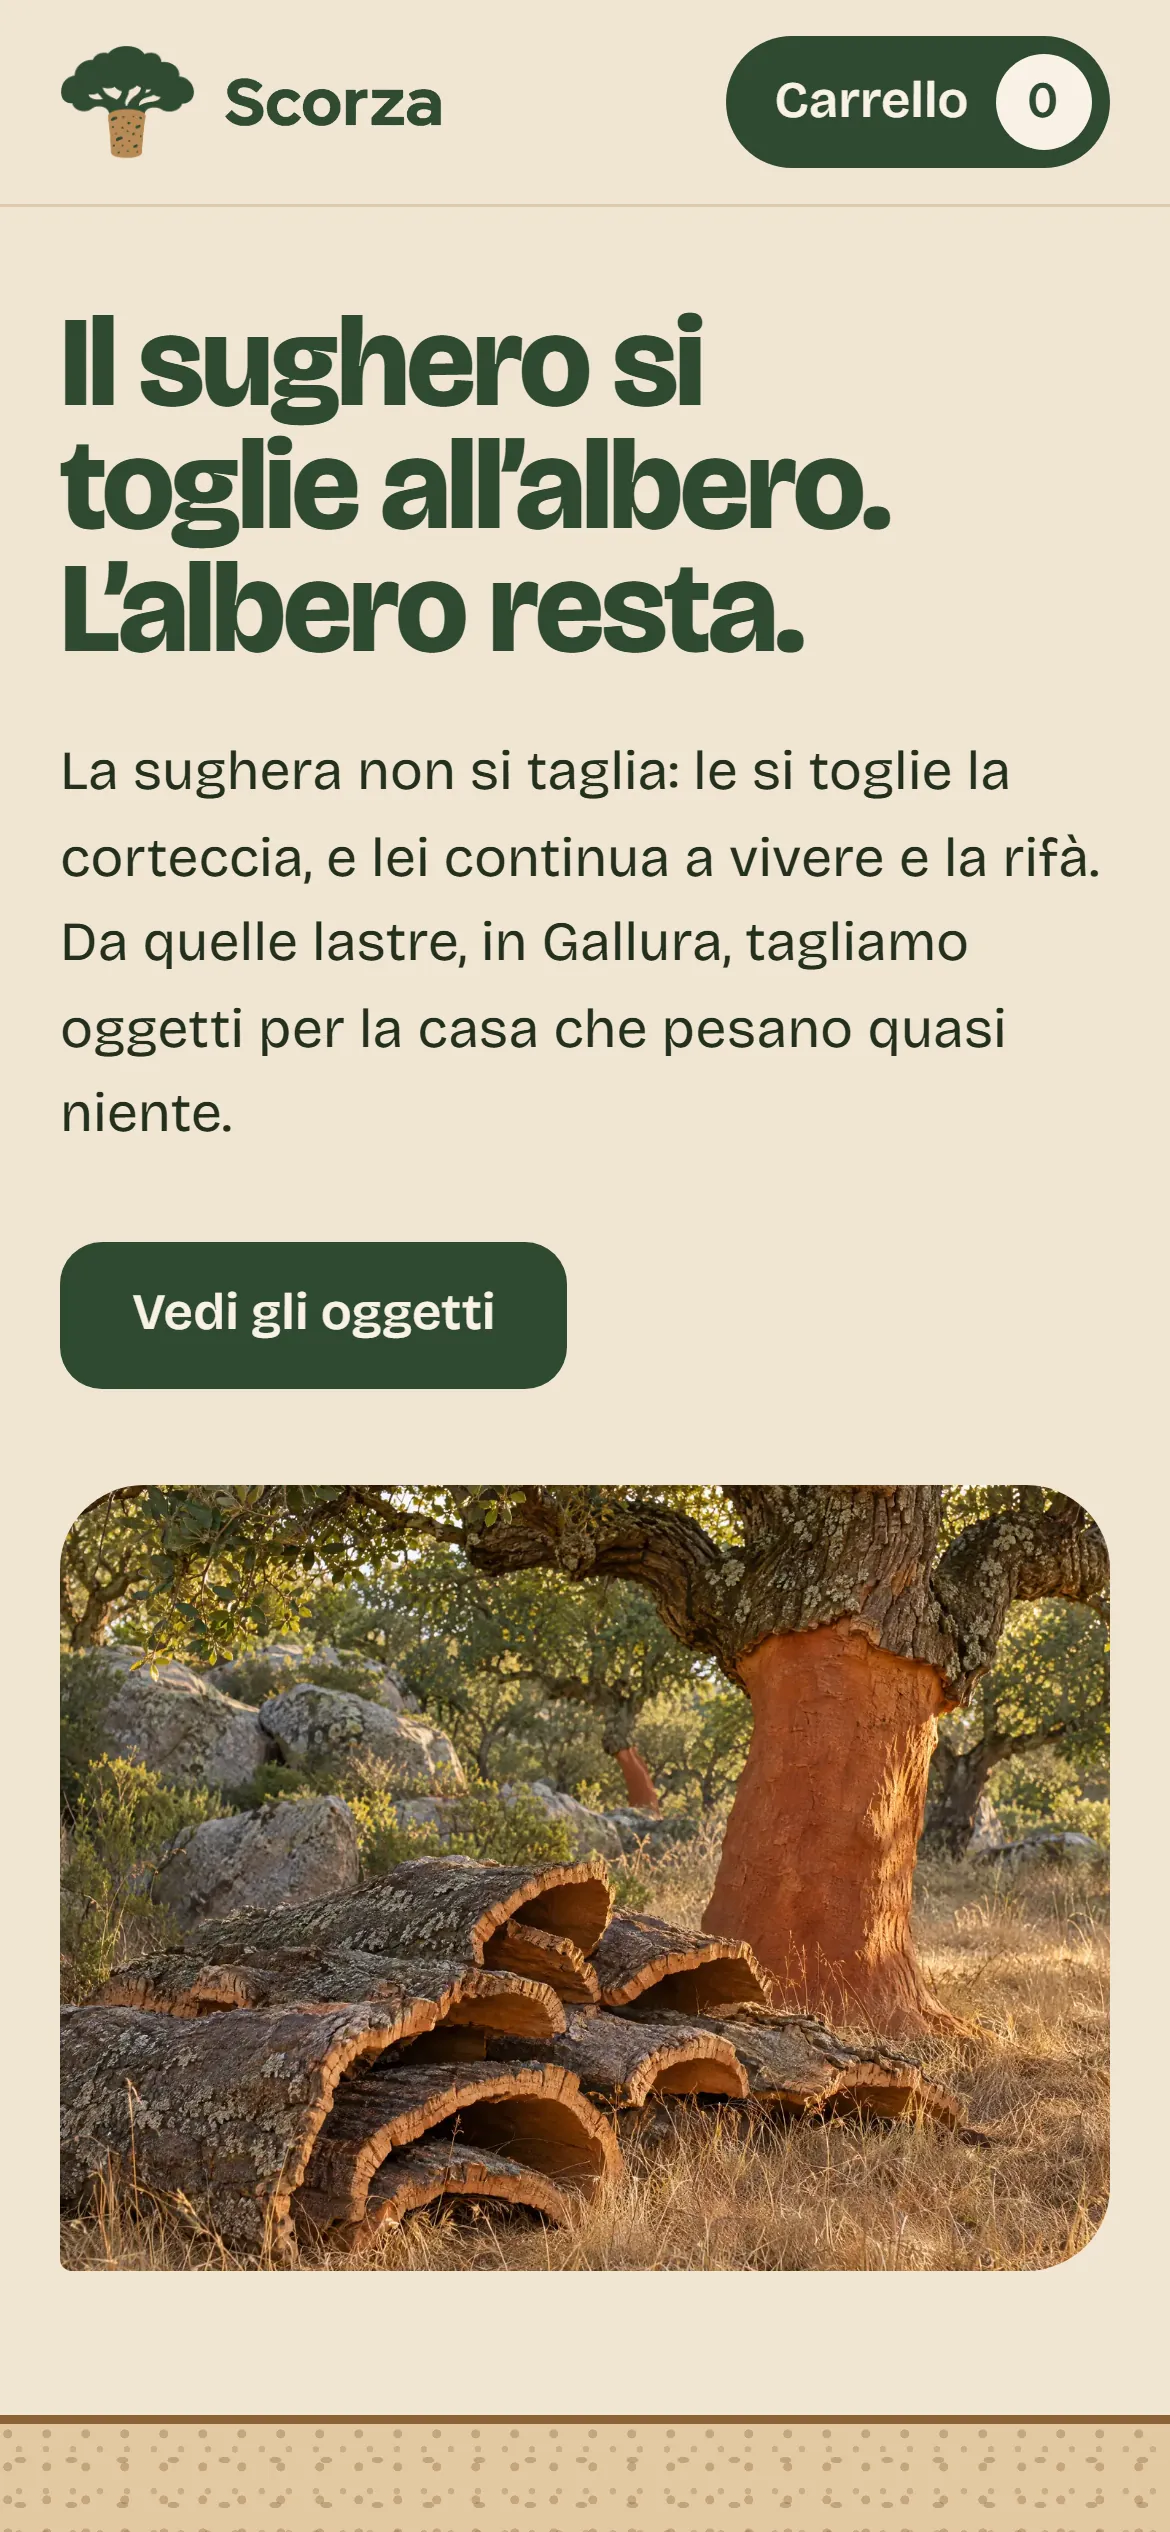 Scorza
Carrello 0
Il sughero si
toglie all’albero.
L’albero resta.
La sughera non si taglia: le si toglie la
corteccia, e lei continua a vivere e la rifà.
Da quelle lastre, in Gallura, tagliamo
oggetti per la casa che pesano quasi
niente.
Vedi gli oggetti